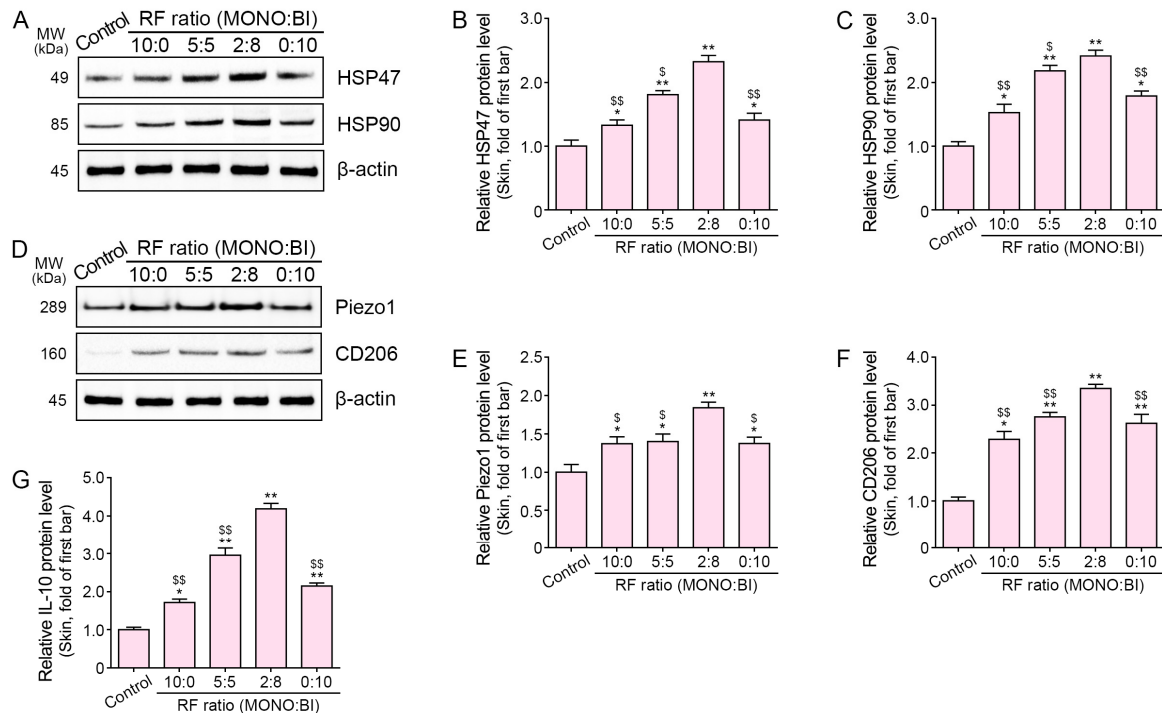 A
MW
(kDa)
Control
RF ratio (MONO:BI)
10:0 5:5 2:8 0:10
49 HSP47
85 HSP90
45 β-actin
B
Relative HSP47 protein level
(Skin, fold of first bar)
3.0
2.0
1.0
0
$$
*
$
**
**
$$
*
Control 10:0 5:5 2:8 0:10
RF ratio (MONO:BI)
C
Relative HSP90 protein level
(Skin, fold of first bar)
3.0
2.0
1.0
0
$$
*
$
**
**
$$
*
Control 10:0 5:5 2:8 0:10
RF ratio (MONO:BI)
D
MW
(kDa)
Control
RF ratio (MONO:BI)
10:0 5:5 2:8 0:10
289 Piezo1
160 CD206
45 β-actin
E
Relative Piezo1 protein level
(Skin, fold of first bar)
2.5
2.0
1.5
1.0
0.5
0
$
*
$
*
**
$
*
Control 10:0 5:5 2:8 0:10
RF ratio (MONO:BI)
F
Relative CD206 protein level
(Skin, fold of first bar)
4.0
3.0
2.0
1.0
0
$$
*
$$
**
**
$$
**
Control 10:0 5:5 2:8 0:10
RF ratio (MONO:BI)
G
Relative IL-10 protein level
(Skin, fold of first bar)
5.0
4.0
3.0
2.0
1.0
0
$$
*
$$
**
**
$$
**
Control 10:0 5:5 2:8 0:10
RF ratio (MONO:BI)